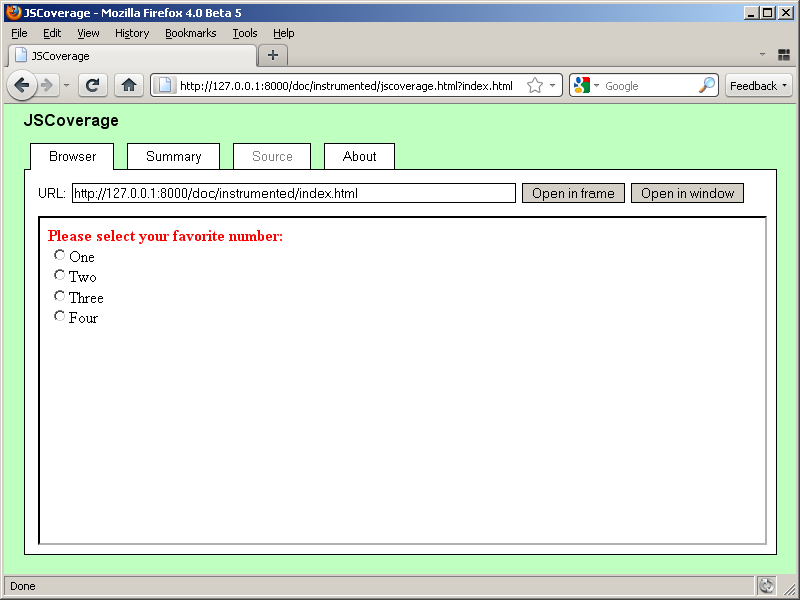 JSCoverage - Mozilla Firefox 4.0 Beta 5
File Edit View History Bookmarks Tools Help
JSCoverage
http://127.0.0.1:8000/doc/instrumented/jscoverage.html?index.html Google Feedback
JSCoverage
Browser Summary Source About
URL: http://127.0.0.1:8000/doc/instrumented/index.html Open in frame Open in window
Please select your favorite number:
One
Two
Three
Four
Done